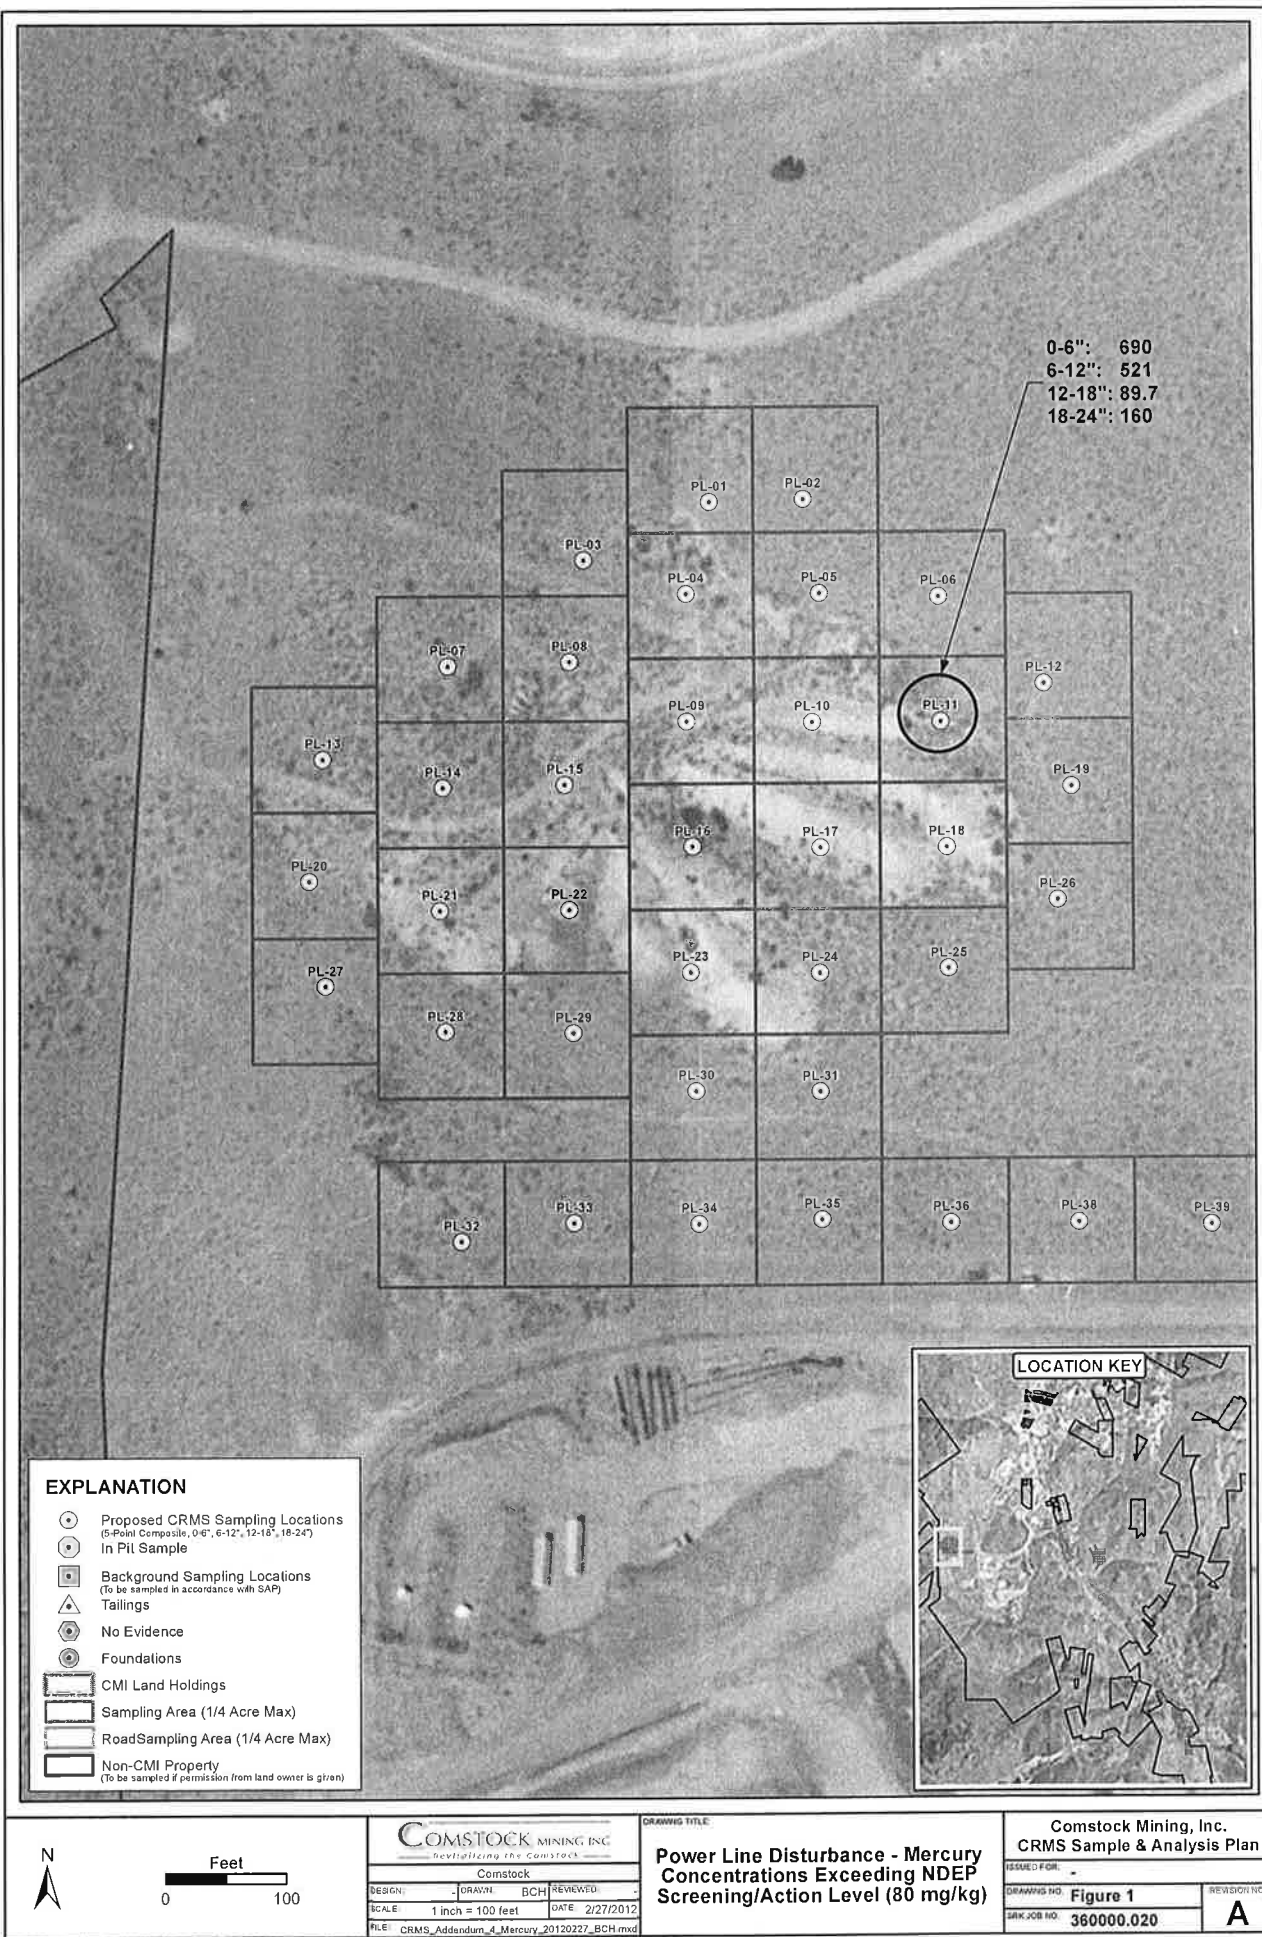 0-6": 690
6-12": 521
12-18": 89.7
18-24": 160
PL-01
PL-02
PL-03
PL-04
PL-05
PL-06
PL-07
PL-08
PL-09
PL-10
PL-11
PL-12
PL-13
PL-14
PL-15
PL-16
PL-17
PL-18
PL-19
PL-20
PL-21
PL-22
PL-23
PL-24
PL-25
PL-26
PL-27
PL-28
PL-29
PL-30
PL-31
PL-32
PL-33
PL-34
PL-35
PL-36
PL-38
PL-39
LOCATION KEY
EXPLANATION
Proposed CRMS Sampling Locations
(5-Point Composite, 0-6", 6-12", 12-18", 18-24")
In Pit Sample
Background Sampling Locations
(To be sampled in accordance with SAP)
Tailings
No Evidence
Foundations
CMI Land Holdings
Sampling Area (1/4 Acre Max)
RoadSampling Area (1/4 Acre Max)
Non-CMI Property
(To be sampled if permission from land owner is given)
N
Feet
0 100
COMSTOCK MINING INC
Revitalizing the Comstock
Comstock
DESIGN: - DRAWN: BCH REVIEWED: -
SCALE: 1 inch = 100 feet DATE: 2/27/2012
FILE: CRMS_Addendum_4_Mercury_20120227_BCH.mxd
DRAWING TITLE:
Power Line Disturbance - Mercury
Concentrations Exceeding NDEP
Screening/Action Level (80 mg/kg)
Comstock Mining, Inc.
CRMS Sample & Analysis Plan
ISSUED FOR: -
DRAWING NO. Figure 1
SRK JOB NO. 360000.020
REVISION NO.
A